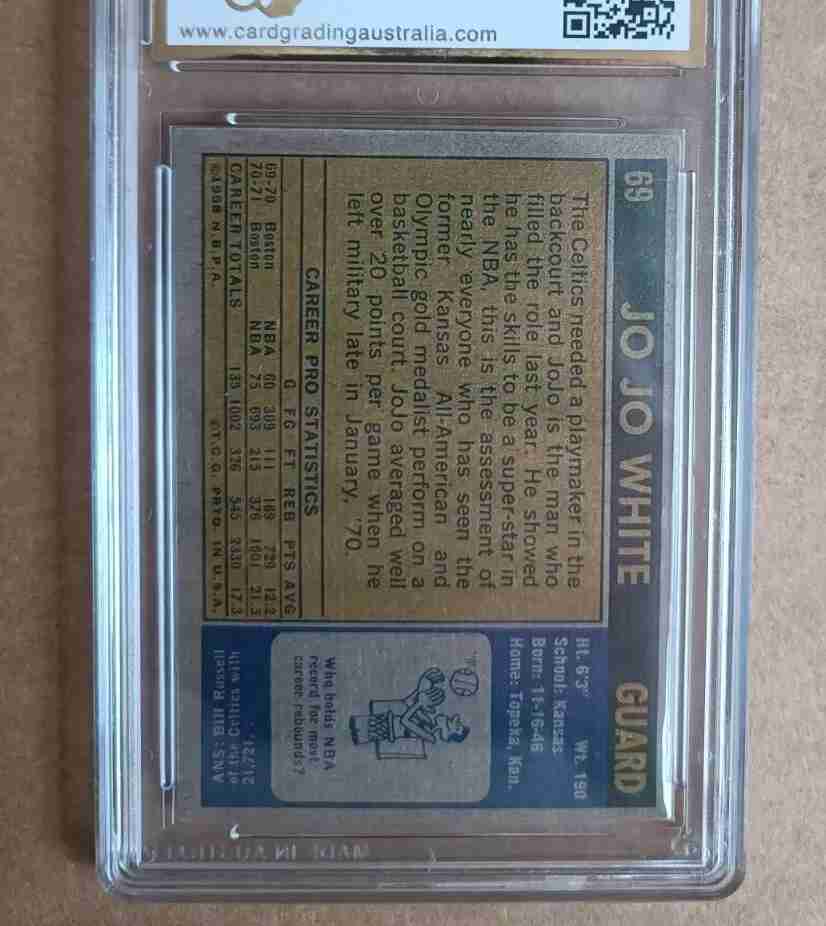 www.cardgradingaustralia.com
69 JO JO WHITE GUARD
The Celtics needed a playmaker in the
backcourt and JoJo is the man who
filled the role last year. He showed
he has the skills to be a super-star in
the NBA, this is the assessment of
nearly everyone who has seen the
former Kansas All-American and
Olympic gold medalist perform on a
basketball court. JoJo averaged well
over 20 points per game when he
left military late in January, '70.
CAREER PRO STATISTICS
G FG FT REB PTS AVG
69-70 Boston NBA 60 309 111 169 729 12.2
70-71 Boston NBA 75 693 215 376 1601 21.3
CAREER TOTALS 135 1002 326 545 2330 17.3
©1968 N.B.P.A. ©T.C.G. PRTD. IN U.S.A.
Ht. 6'3" Wt. 190
School: Kansas
Born: 11-16-46
Home: Topeka, Kan.
Who holds NBA
record for most
career rebounds?
ANS: Bill Russell
of the Celtics with
21,721.